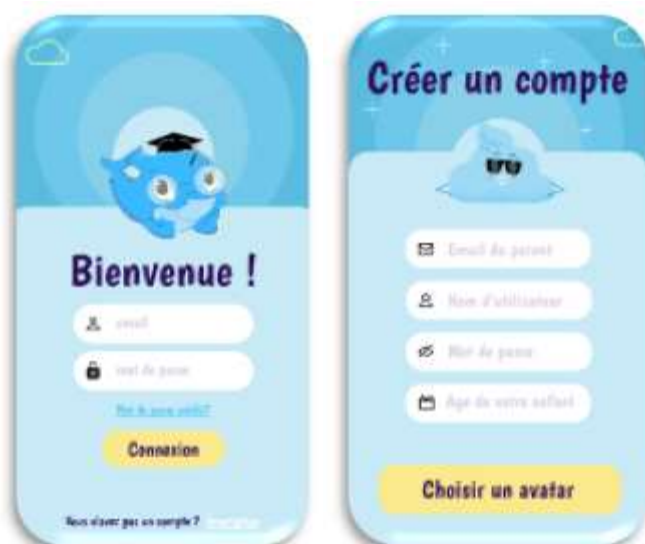 Bienvenue !
email
mot de passe
Mot de passe oublié?
Connexion
Vous n'avez pas un compte ?
Créer un compte
Email du parent
Nom d'utilisateur
Mot de passe
Age de votre enfant
Choisir un avatar